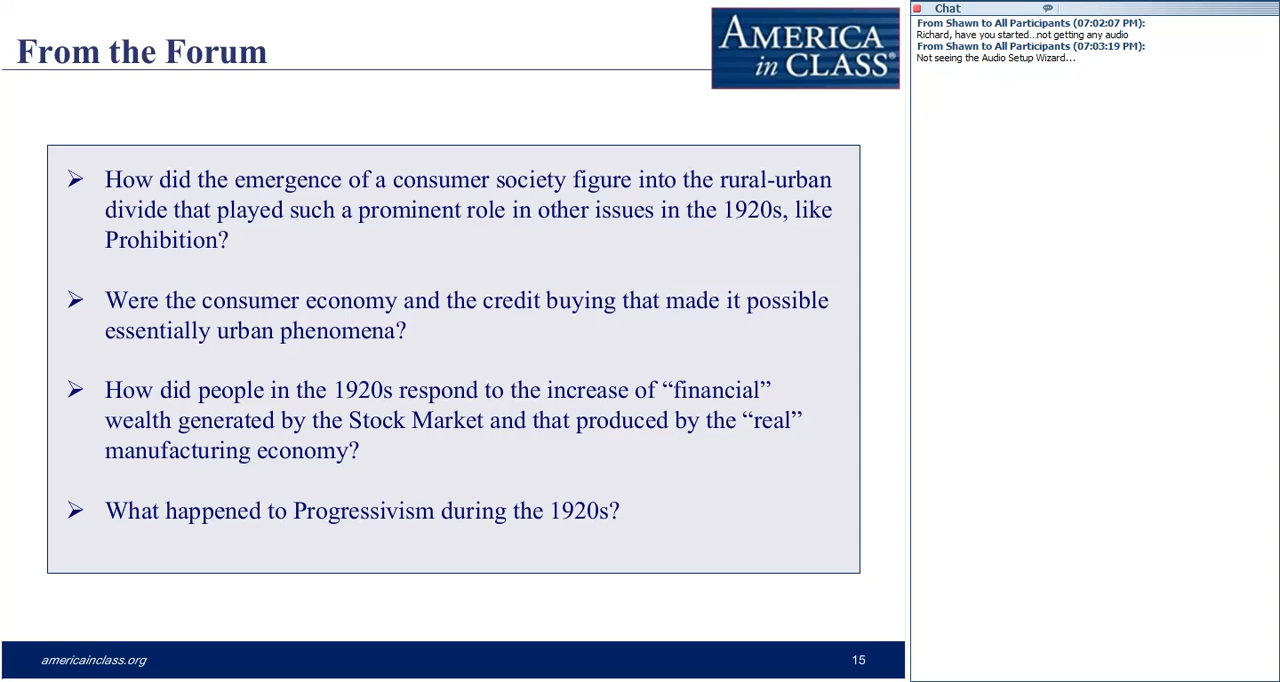 From the Forum
AMERICA
in CLASS®
➢ How did the emergence of a consumer society figure into the rural-urban
divide that played such a prominent role in other issues in the 1920s, like
Prohibition?
➢ Were the consumer economy and the credit buying that made it possible
essentially urban phenomena?
➢ How did people in the 1920s respond to the increase of “financial”
wealth generated by the Stock Market and that produced by the “real”
manufacturing economy?
➢ What happened to Progressivism during the 1920s?
americainclass.org
15
Chat
From Shawn to All Participants (07:02:07 PM):
Richard, have you started...not getting any audio
From Shawn to All Participants (07:03:19 PM):
Not seeing the Audio Setup Wizard...